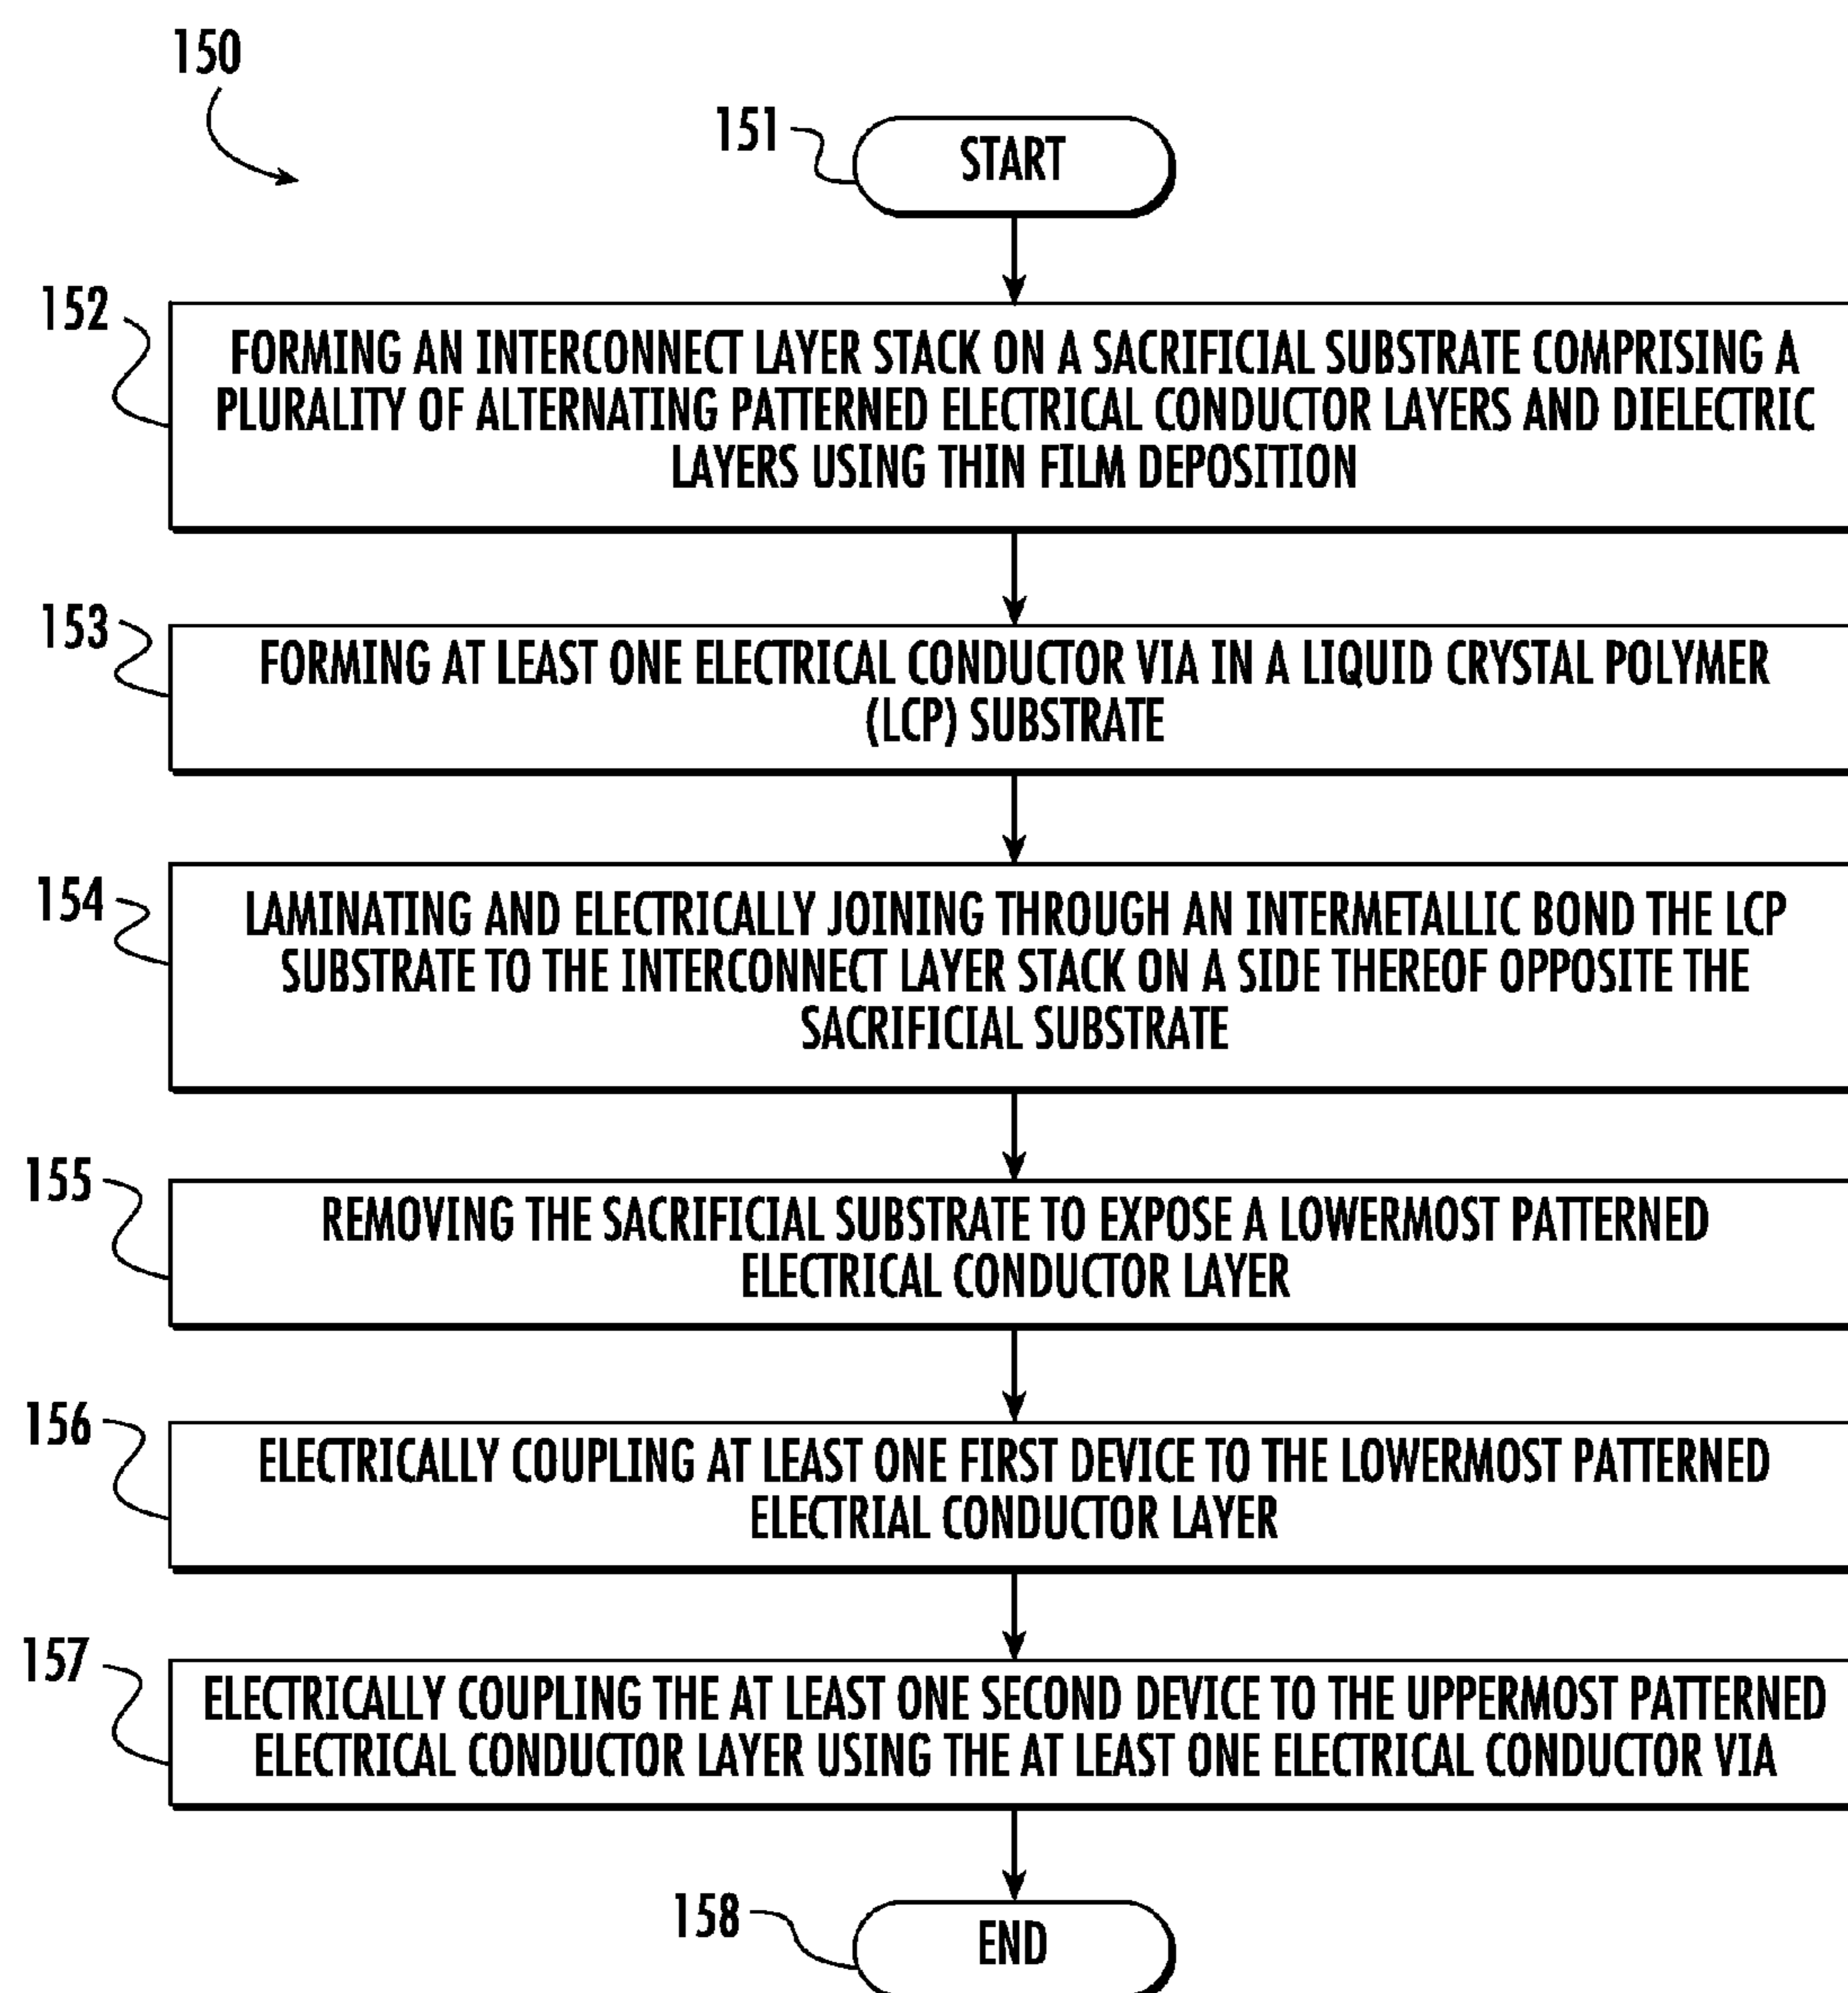 150
151
START
152
FORMING AN INTERCONNECT LAYER STACK ON A SACRIFICIAL SUBSTRATE COMPRISING A
PLURALITY OF ALTERNATING PATTERNED ELECTRICAL CONDUCTOR LAYERS AND DIELECTRIC
LAYERS USING THIN FILM DEPOSITION
153
FORMING AT LEAST ONE ELECTRICAL CONDUCTOR VIA IN A LIQUID CRYSTAL POLYMER
(LCP) SUBSTRATE
154
LAMINATING AND ELECTRICALLY JOINING THROUGH AN INTERMETALLIC BOND THE LCP
SUBSTRATE TO THE INTERCONNECT LAYER STACK ON A SIDE THEREOF OPPOSITE THE
SACRIFICIAL SUBSTRATE
155
REMOVING THE SACRIFICIAL SUBSTRATE TO EXPOSE A LOWERMOST PATTERNED
ELECTRICAL CONDUCTOR LAYER
156
ELECTRICALLY COUPLING AT LEAST ONE FIRST DEVICE TO THE LOWERMOST PATTERNED
ELECTRIAL CONDUCTOR LAYER
157
ELECTRICALLY COUPLING THE AT LEAST ONE SECOND DEVICE TO THE UPPERMOST PATTERNED
ELECTRICAL CONDUCTOR LAYER USING THE AT LEAST ONE ELECTRICAL CONDUCTOR VIA
158
END